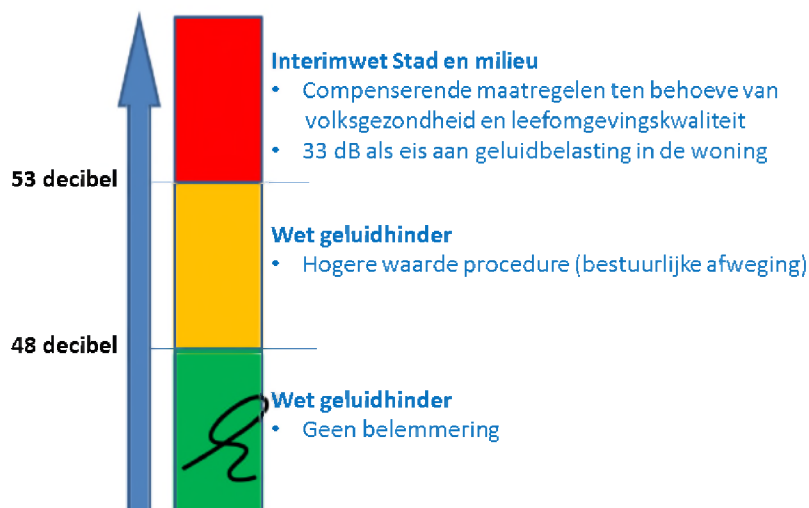 Interimwet Stad en milieu
• Compenserende maatregelen ten behoeve van
volksgezondheid en leefomgevingskwaliteit
• 33 dB als eis aan geluidbelasting in de woning
53 decibel
Wet geluidhinder
• Hogere waarde procedure (bestuurlijke afweging)
48 decibel
Wet geluidhinder
• Geen belemmering